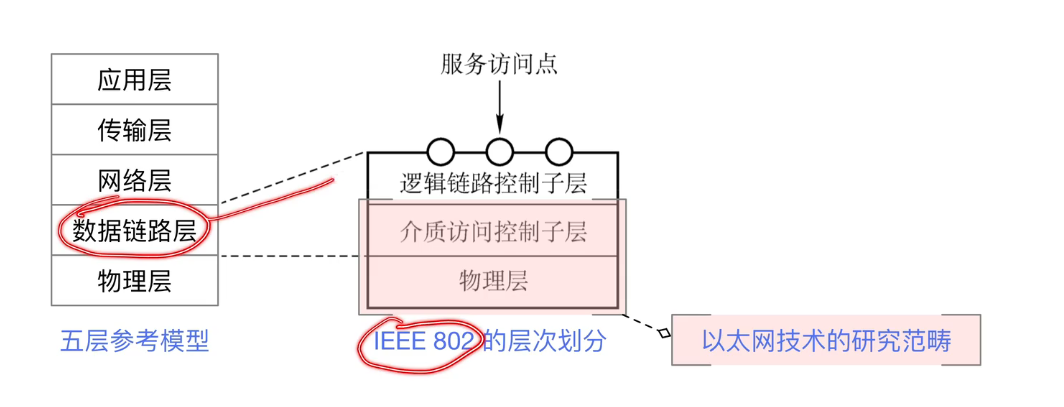 应用层
传输层
网络层
数据链路层
物理层
五层参考模型
服务访问点
逻辑链路控制子层
介质访问控制子层
物理层
IEEE 802 的层次划分
以太网技术的研究范畴